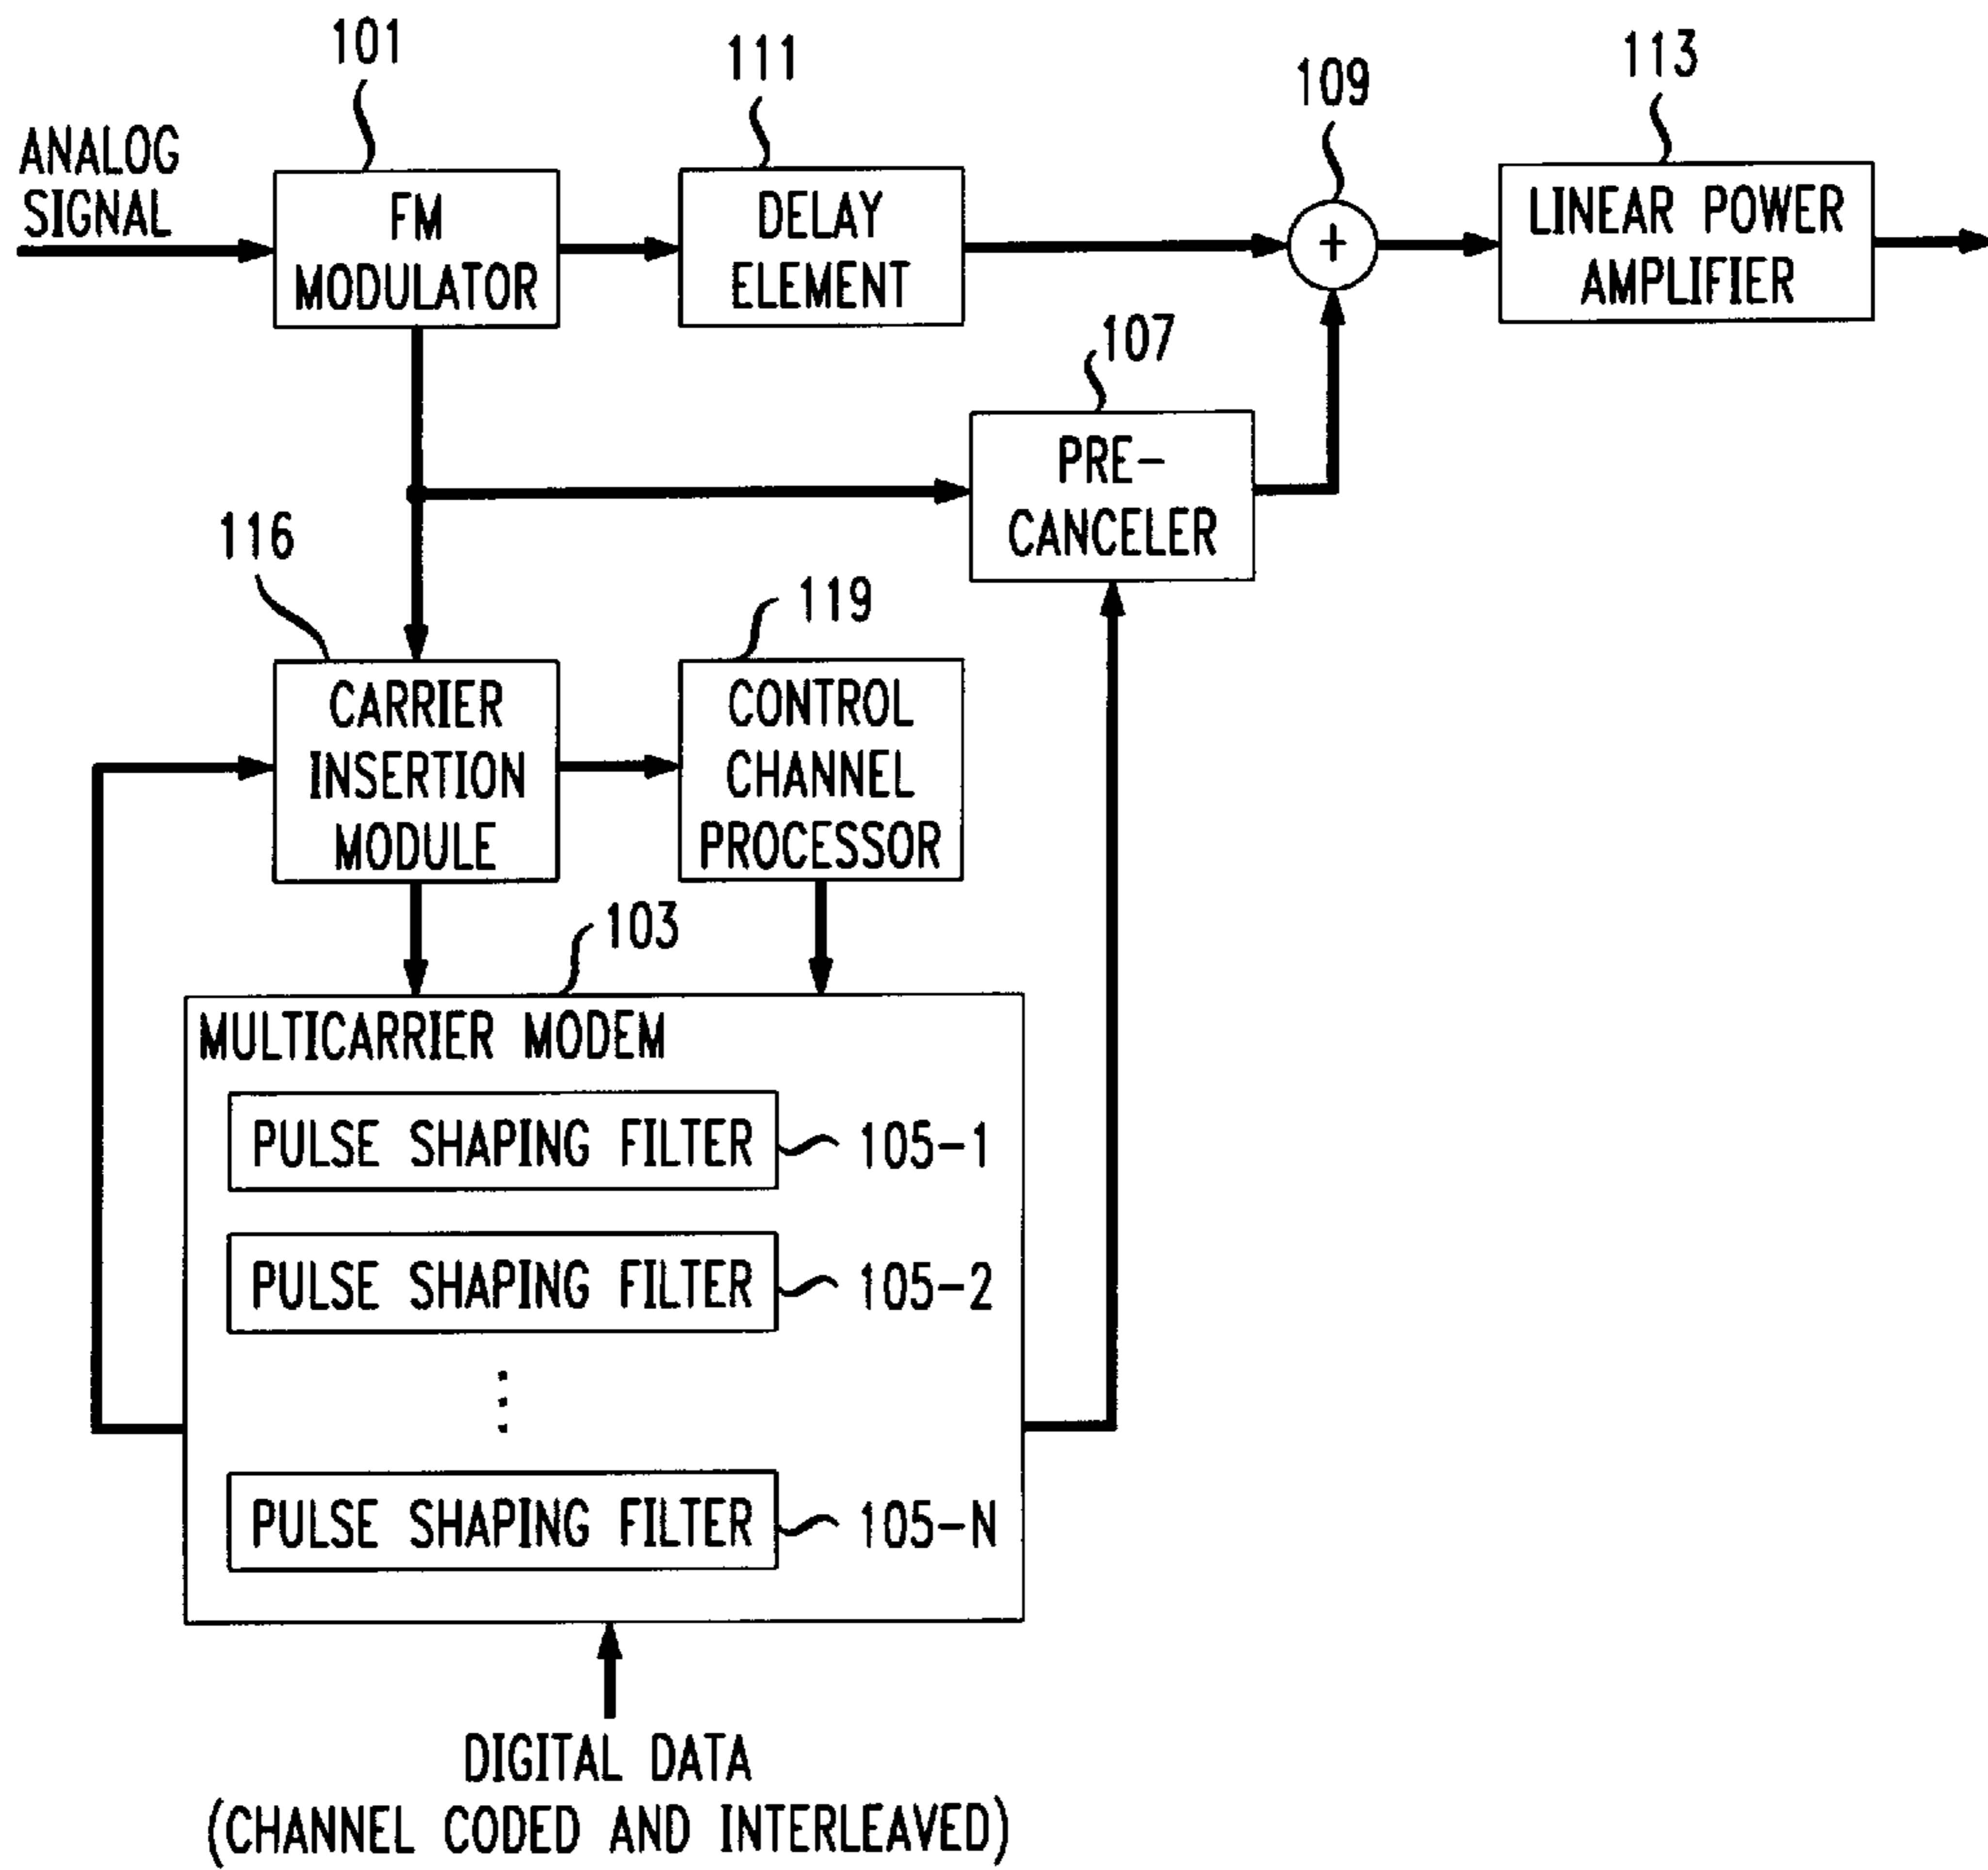 101
111
109
113
ANALOG
SIGNAL
FM
MODULATOR
DELAY
ELEMENT
+
LINEAR POWER
AMPLIFIER
107
PRE-
CANCELER
116
119
CARRIER
INSERTION
MODULE
CONTROL
CHANNEL
PROCESSOR
103
MULTICARRIER MODEM
PULSE SHAPING FILTER 105-1
PULSE SHAPING FILTER 105-2
PULSE SHAPING FILTER 105-N
DIGITAL DATA
(CHANNEL CODED AND INTERLEAVED)